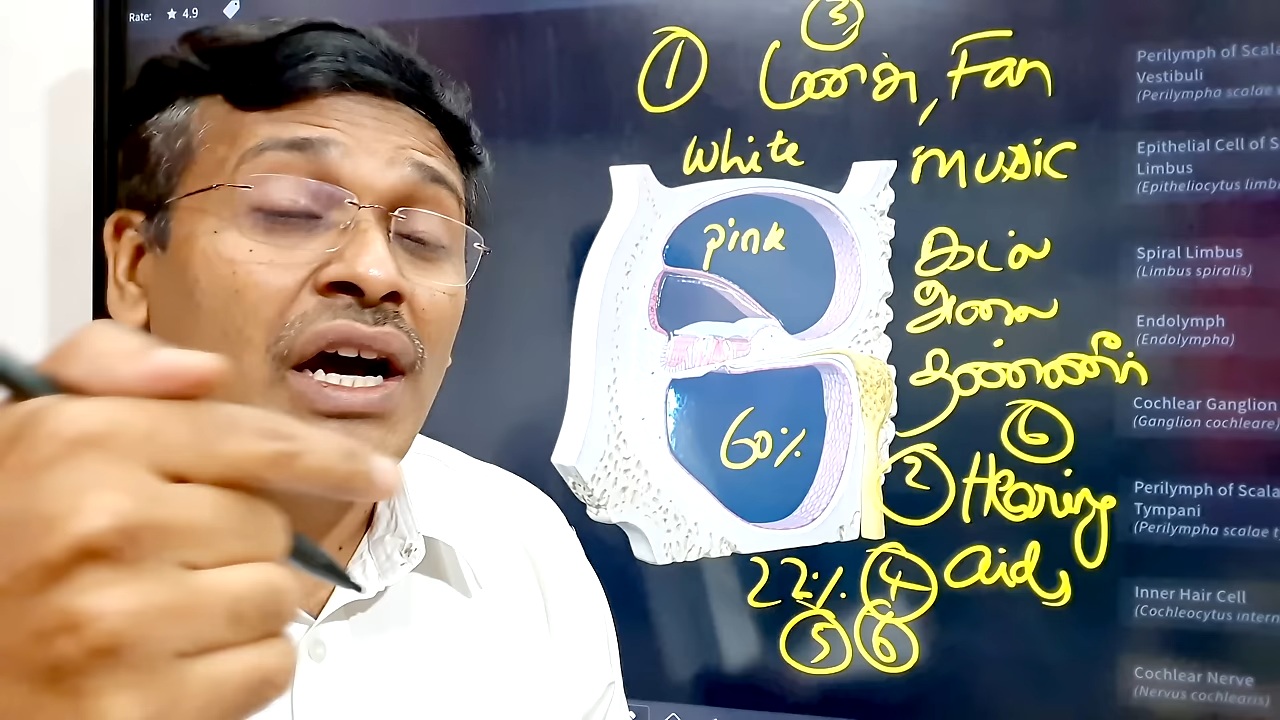 Rate: ★ 4.9
③
① மனசு, Fan
White music
pink
கடல்
அலை
தண்ணீர்
60%
⑥
② Hearing
22% ④ aid,
⑤ ⑥
Perilymph of Scala
Vestibuli
(Perilympha scalae
Epithelial Cell of S
Limbus
(Epitheliocytus limb
Spiral Limbus
(Limbus spiralis)
Endolymph
(Endolympha)
Cochlear Ganglion
(Ganglion cochleare)
Perilymph of Scala
Tympani
(Perilympha scalae t
Inner Hair Cell
(Cochleocytus intern
Cochlear Nerve
(Nervus cochlearis)